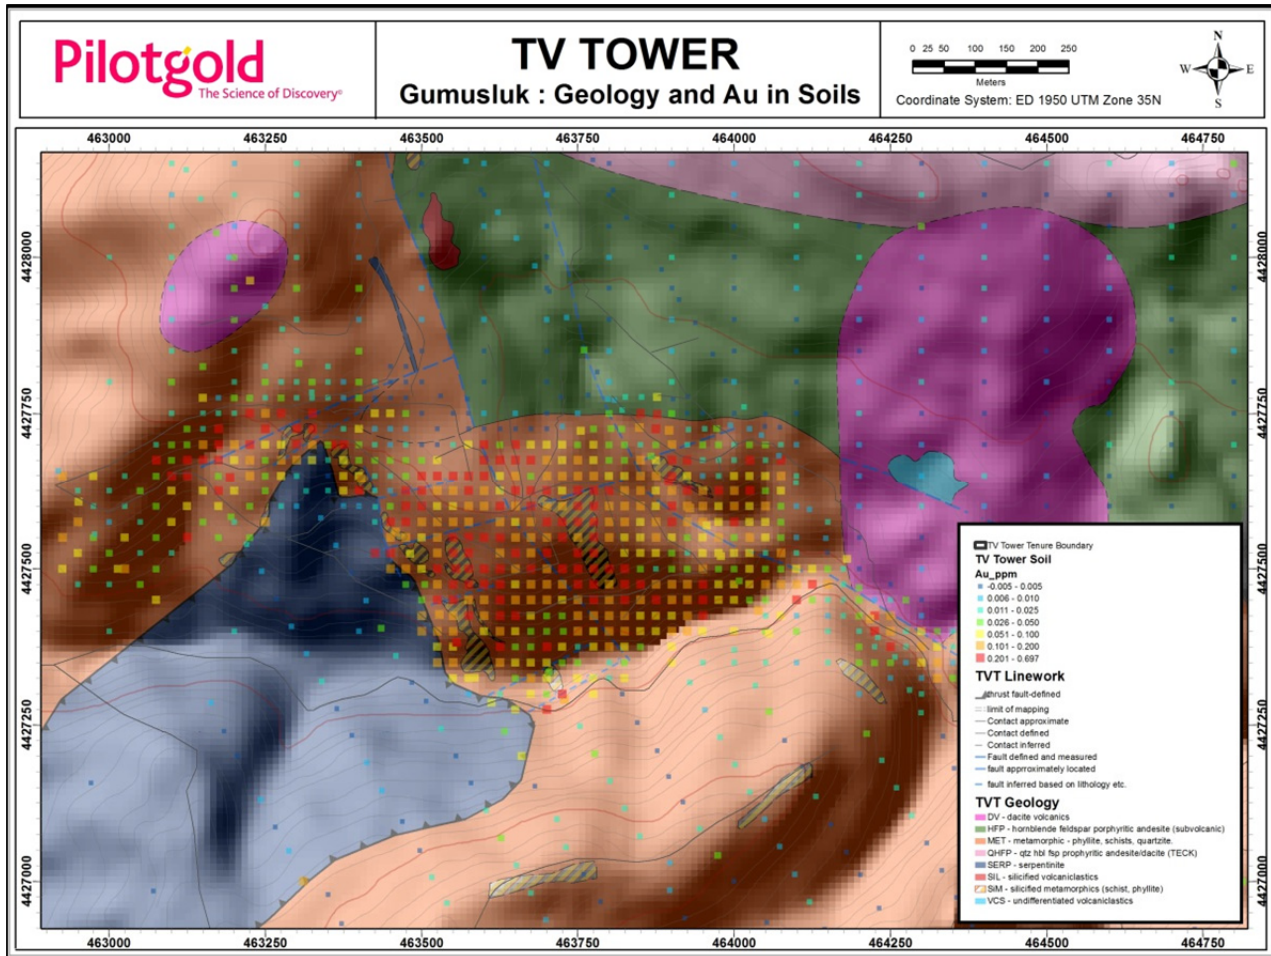 Pilotgold
The Science of Discovery®
TV TOWER
Gumusluk : Geology and Au in Soils
0 25 50 100 150 200 250
Meters
Coordinate System: ED 1950 UTM Zone 35N
N
W E
S
463000 463250 463500 463750 464000 464250 464500 464750
4428000 4428000
4427750 4427750
4427500 4427500
4427250 4427250
4427000 4427000
TV Tower Tenure Boundary
TV Tower Soil
Au_ppm
-0.005 - 0.005
0.006 - 0.010
0.011 - 0.025
0.026 - 0.050
0.051 - 0.100
0.101 - 0.200
0.201 - 0.697
TVT Linework
thrust fault-defined
limit of mapping
Contact approximate
Contact defined
Contact inferred
Fault defined and measured
fault approximately located
fault inferred based on lithology etc.
TVT Geology
DV - dacite volcanics
HFP - hornblende feldspar porphyritic andesite (subvolcanic)
MET - metamorphic - phyllite, schists, quartzite.
QHFP - qtz hbl fsp prophyritic andesite/dacite (TECK)
SERP - serpentinite
SIL - silicified volcaniclastics
SiM - silicified metamorphics (schist, phyllite)
VCS - undifferentiated volcaniclastics
463000 463250 463500 463750 464000 464250 464500 464750